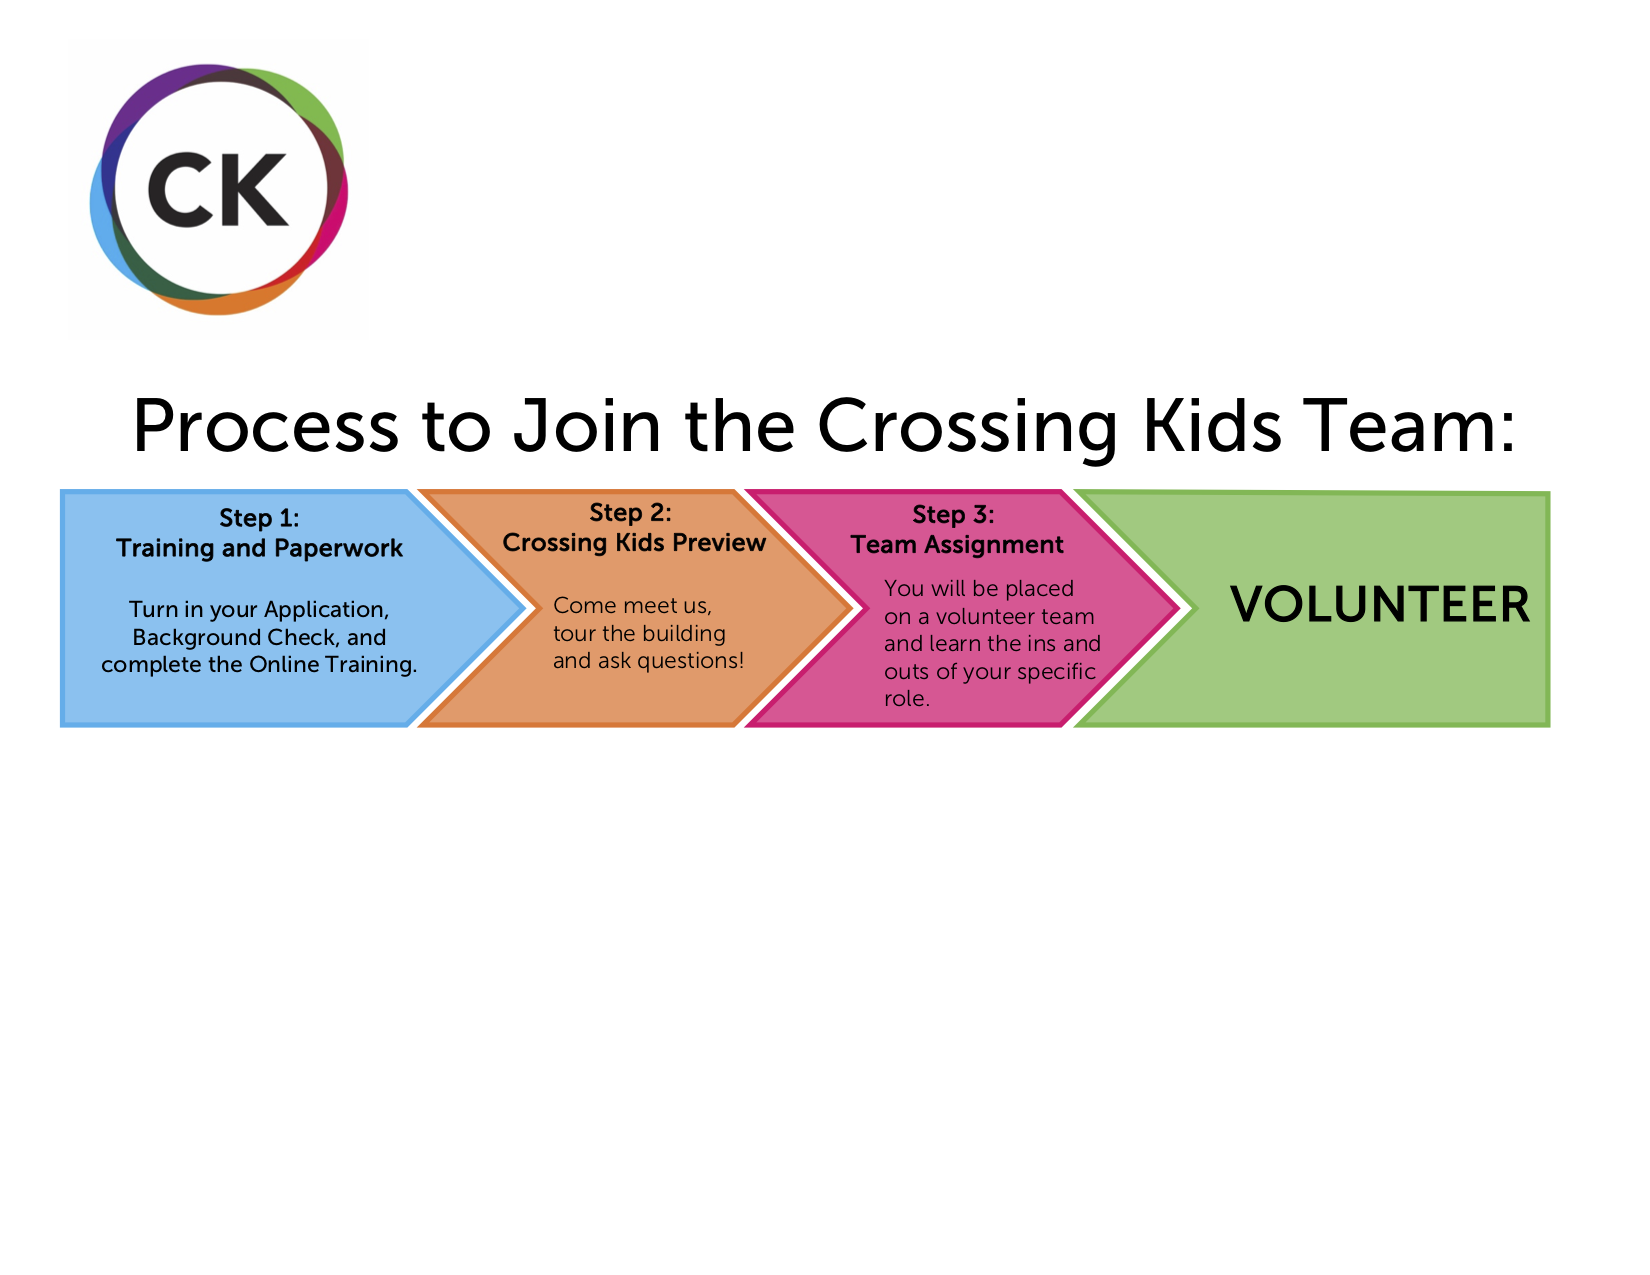 CK
Process to Join the Crossing Kids Team:
Step 1:
Training and Paperwork
Turn in your Application,
Background Check, and
complete the Online Training.
Step 2:
Crossing Kids Preview
Come meet us,
tour the building
and ask questions!
Step 3:
Team Assignment
You will be placed
on a volunteer team
and learn the ins and
outs of your specific
role.
VOLUNTEER